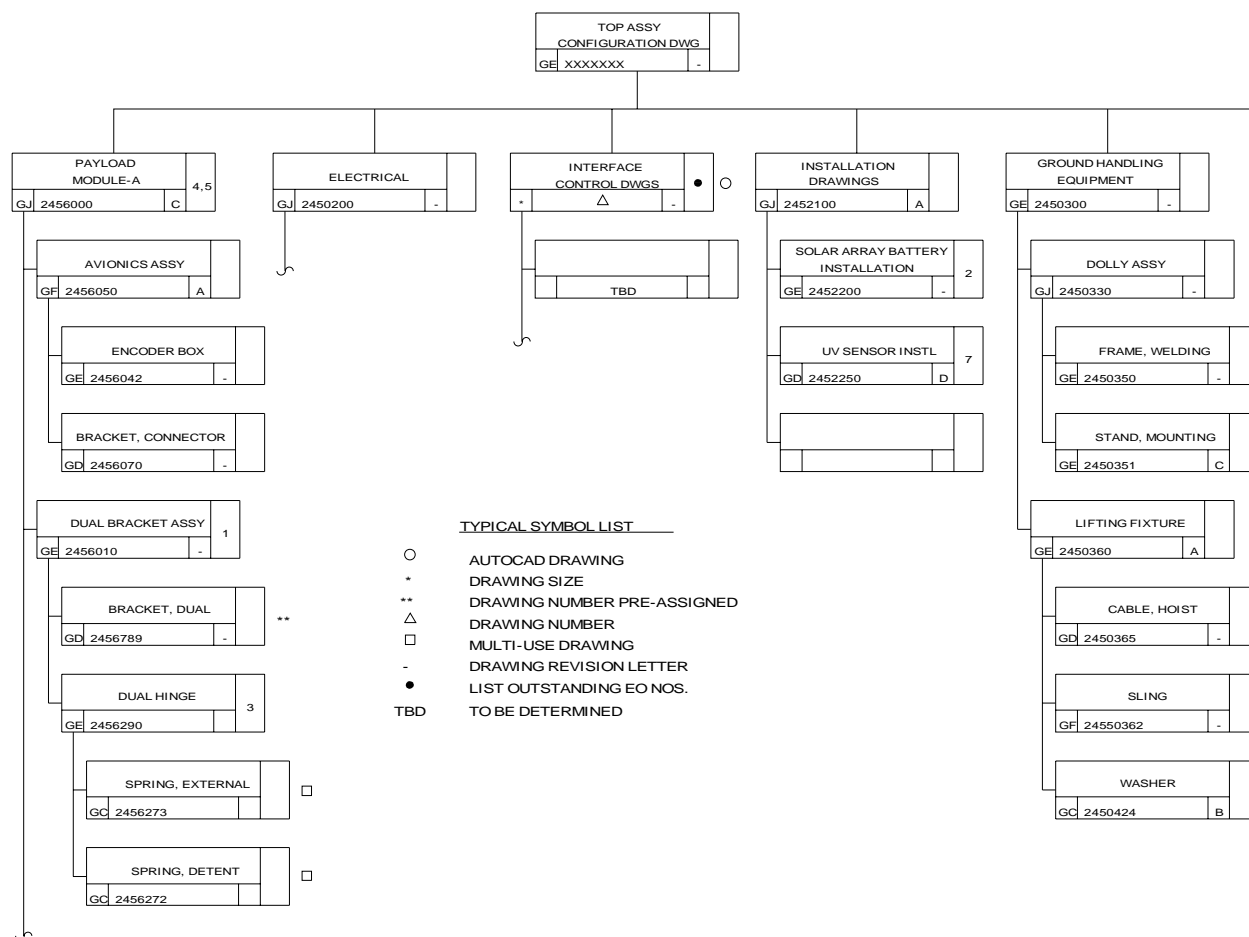 TOP ASSY
CONFIGURATION DWG
GE XXXXXXX -
PAYLOAD
MODULE-A
4,5
GJ 2456000 C
ELECTRICAL
GJ 2450200 -
INTERFACE
CONTROL DWGS
●
○
* △ -
INSTALLATION
DRAWINGS
GJ 2452100 A
GROUND HANDLING
EQUIPMENT
GE 2450300 -
AVIONICS ASSY
GF 2456050 A
ENCODER BOX
GE 2456042 -
BRACKET, CONNECTOR
GD 2456070 -
DUAL BRACKET ASSY
1
GE 2456010 -
BRACKET, DUAL
**
GD 2456789 -
DUAL HINGE
3
GE 2456290
SPRING, EXTERNAL
□
GC 2456273
SPRING, DETENT
□
GC 2456272
TBD
SOLAR ARRAY BATTERY
INSTALLATION
2
GE 2452200 -
UV SENSOR INSTL
7
GD 2452250 D
DOLLY ASSY
GJ 2450330 -
FRAME, WELDING
GE 2450350 -
STAND, MOUNTING
GE 2450351 C
LIFTING FIXTURE
GE 2450360 A
CABLE, HOIST
GD 2450365 -
SLING
GF 24550362 -
WASHER
GC 2450424 B
TYPICAL SYMBOL LIST
○ AUTOCAD DRAWING
* DRAWING SIZE
** DRAWING NUMBER PRE-ASSIGNED
△ DRAWING NUMBER
□ MULTI-USE DRAWING
- DRAWING REVISION LETTER
● LIST OUTSTANDING EO NOS.
TBD TO BE DETERMINED